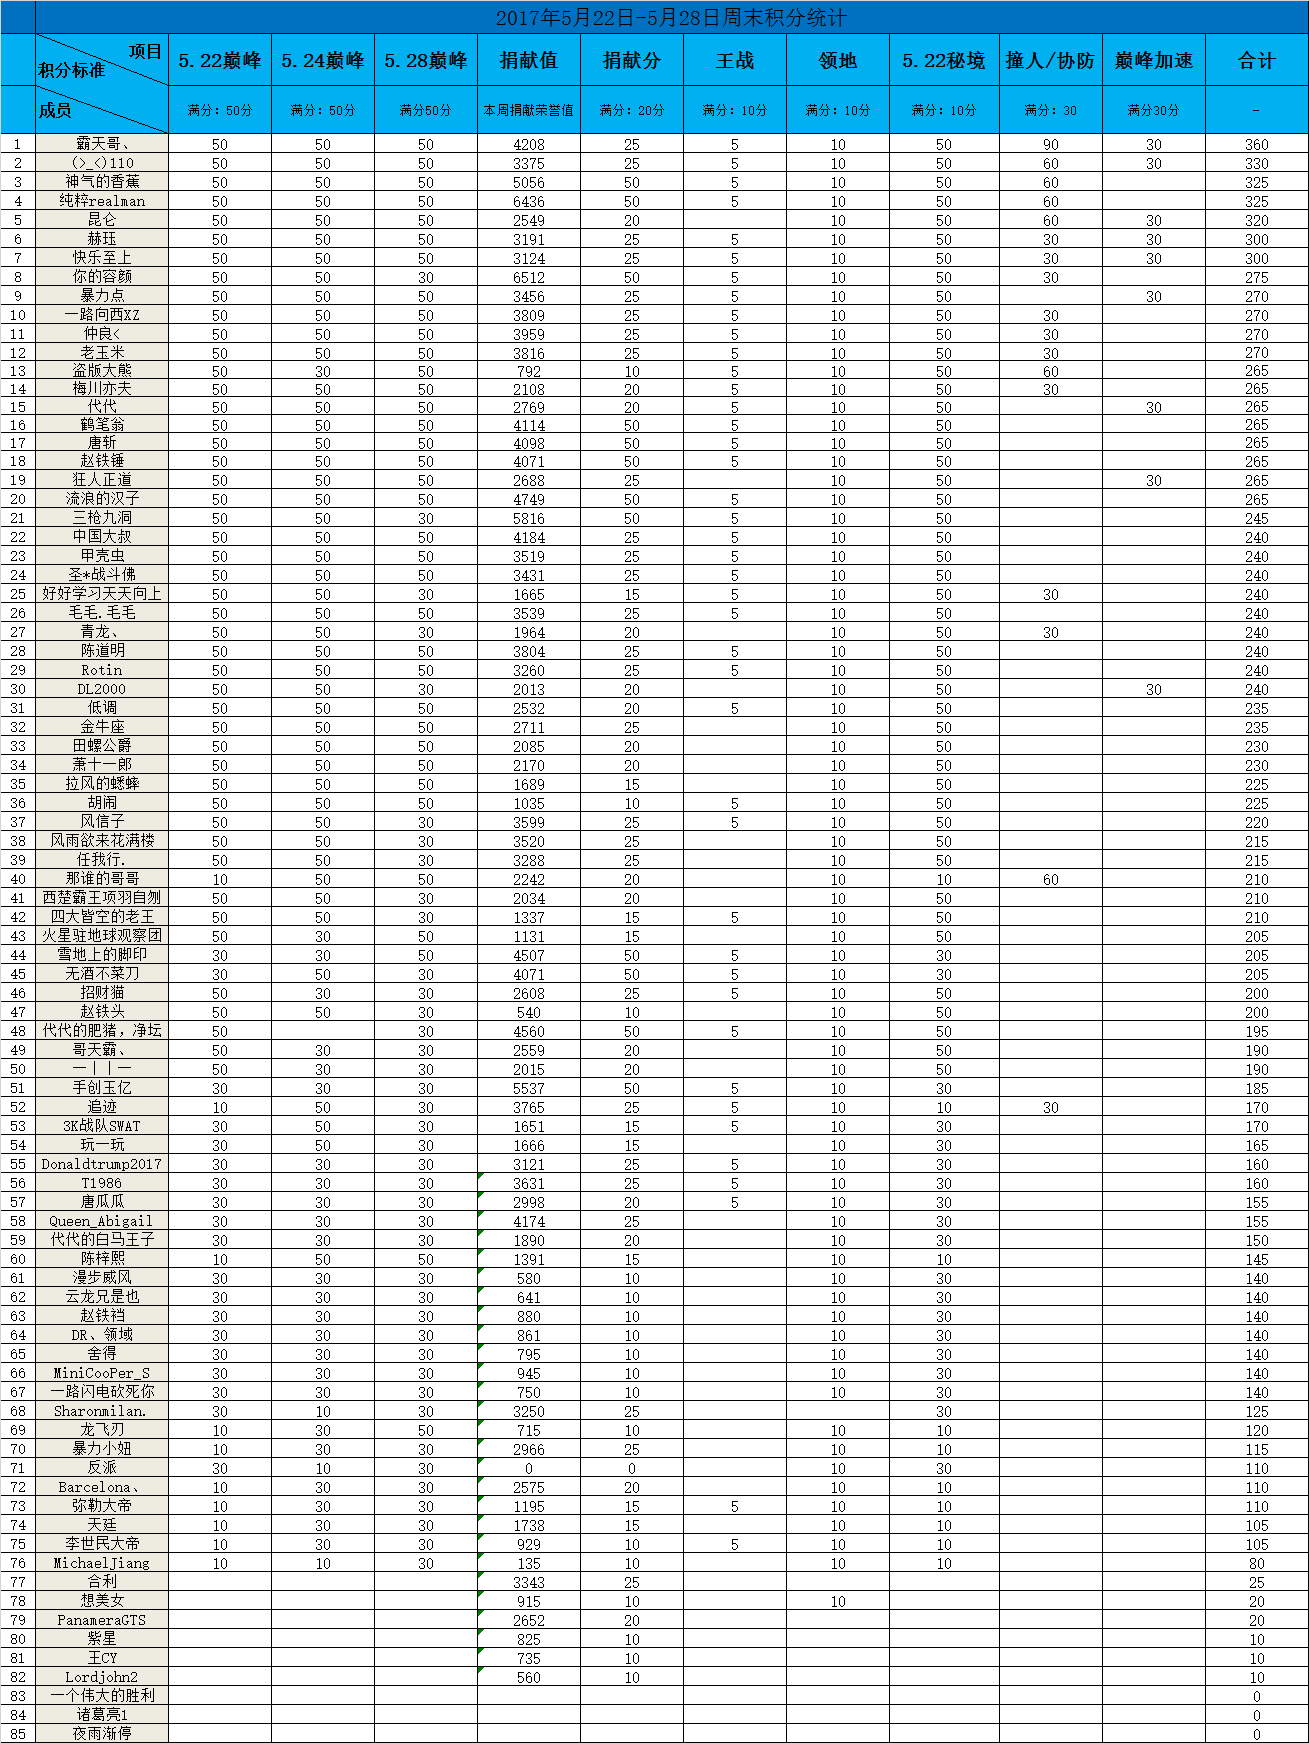 2017年5月22日-5月28日周末积分统计
项目 积分标准 5.22巅峰 5.24巅峰 5.28巅峰 捐献值 捐献分 王战 领地 5.22秘境 撞人/协防 巅峰加速 合计
成员 满分：50分 满分：50分 满分50分 本周捐献荣誉值 满分：20分 满分：10分 满分：10分 满分：10分 满分：30 满分30分 -
1 霸天哥、 50 50 50 4208 25 5 10 50 90 30 360
2 (>_<)110 50 50 50 3375 25 5 10 50 60 30 330
3 神气的香蕉 50 50 50 5056 50 5 10 50 60 325
4 纯粹realman 50 50 50 6436 50 5 10 50 60 325
5 昆仑 50 50 50 2549 20 10 50 60 30 320
6 赫珏 50 50 50 3191 25 5 10 50 30 30 300
7 快乐至上 50 50 50 3124 25 5 10 50 30 30 300
8 你的容颜 50 50 30 6512 50 5 10 50 30 275
9 暴力点 50 50 50 3456 25 5 10 50 30 270
10 一路向西XZ 50 50 50 3809 25 5 10 50 30 270
11 仲良< 50 50 50 3959 25 5 10 50 30 270
12 老玉米 50 50 50 3816 25 5 10 50 30 270
13 盗版大熊 50 30 50 792 10 5 10 50 60 265
14 梅川亦夫 50 50 50 2108 20 5 10 50 30 265
15 代代 50 50 50 2769 20 5 10 50 30 265
16 鹤笔翁 50 50 50 4114 50 5 10 50 265
17 唐斩 50 50 50 4098 50 5 10 50 265
18 赵铁锤 50 50 50 4071 50 5 10 50 265
19 狂人正道 50 50 50 2688 25 10 50 30 265
20 流浪的汉子 50 50 50 4749 50 5 10 50 265
21 三枪九洞 50 50 30 5816 50 5 10 50 245
22 中国大叔 50 50 50 4184 25 5 10 50 240
23 甲壳虫 50 50 50 3519 25 5 10 50 240
24 圣*战斗佛 50 50 50 3431 25 5 10 50 240
25 好好学习天天向上 50 50 30 1665 15 5 10 50 30 240
26 毛毛.毛毛 50 50 50 3539 25 5 10 50 240
27 青龙、 50 50 30 1964 20 10 50 30 240
28 陈道明 50 50 50 3804 25 5 10 50 240
29 Rotin 50 50 50 3260 25 5 10 50 240
30 DL2000 50 50 30 2013 20 10 50 30 240
31 低调 50 50 50 2532 20 5 10 50 235
32 金牛座 50 50 50 2711 25 10 50 235
33 田螺公爵 50 50 50 2085 20 10 50 230
34 萧十一郎 50 50 50 2170 20 10 50 230
35 拉风的蟋蟀 50 50 50 1689 15 10 50 225
36 胡闹 50 50 50 1035 10 5 10 50 225
37 风信子 50 50 30 3599 25 5 10 50 220
38 风雨欲来花满楼 50 50 30 3520 25 10 50 215
39 任我行. 50 50 30 3288 25 10 50 215
40 那谁的哥哥 10 50 50 2242 20 10 10 60 210
41 西楚霸王项羽自刎 50 50 30 2034 20 10 50 210
42 四大皆空的老王 50 50 30 1337 15 5 10 50 210
43 火星驻地球观察团 50 30 50 1131 15 10 50 205
44 雪地上的脚印 30 30 50 4507 50 5 10 30 205
45 无酒不菜刀 30 50 30 4071 50 5 10 30 205
46 招财猫 50 30 30 2608 25 5 10 50 200
47 赵铁头 50 50 30 540 10 10 50 200
48 代代的肥猪，净坛 50 30 4560 50 5 10 50 195
49 哥天霸、 50 30 30 2559 20 10 50 190
50 一丨丨一 50 30 30 2015 20 10 50 190
51 手创玉亿 30 30 30 5537 50 5 10 30 185
52 追迹 10 50 30 3765 25 5 10 10 30 170
53 3K战队SWAT 30 50 30 1651 15 5 10 30 170
54 玩一玩 30 50 30 1666 15 10 30 165
55 Donaldtrump2017 30 30 30 3121 25 5 10 30 160
56 T1986 30 30 30 3631 25 5 10 30 160
57 唐瓜瓜 30 30 30 2998 20 5 10 30 155
58 Queen_Abigail 30 30 30 4174 25 10 30 155
59 代代的白马王子 30 30 30 1890 20 10 30 150
60 陈梓熙 10 50 50 1391 15 10 10 145
61 漫步威风 30 30 30 580 10 10 30 140
62 云龙兄是也 30 30 30 641 10 10 30 140
63 赵铁裆 30 30 30 880 10 10 30 140
64 DR、领域 30 30 30 861 10 10 30 140
65 舍得 30 30 30 795 10 10 30 140
66 MiniCooPer_S 30 30 30 945 10 10 30 140
67 一路闪电砍死你 30 30 30 750 10 10 30 140
68 Sharonmilan. 30 10 30 3250 25 30 125
69 龙飞刃 10 30 50 715 10 10 10 120
70 暴力小妞 10 30 30 2966 25 10 10 115
71 反派 30 10 30 0 0 10 30 110
72 Barcelona、 10 30 30 2575 20 10 10 110
73 弥勒大帝 10 30 30 1195 15 5 10 10 110
74 天廷 10 30 30 1738 15 10 10 105
75 李世民大帝 10 30 30 929 10 5 10 10 105
76 MichaelJiang 10 10 30 135 10 10 10 80
77 合利 3343 25 25
78 想美女 915 10 10 20
79 PanameraGTS 2652 20 20
80 紫星 825 10 10
81 王CY 735 10 10
82 Lordjohn2 560 10 10
83 一个伟大的胜利 0
84 诸葛亮1 0
85 夜雨渐停 0